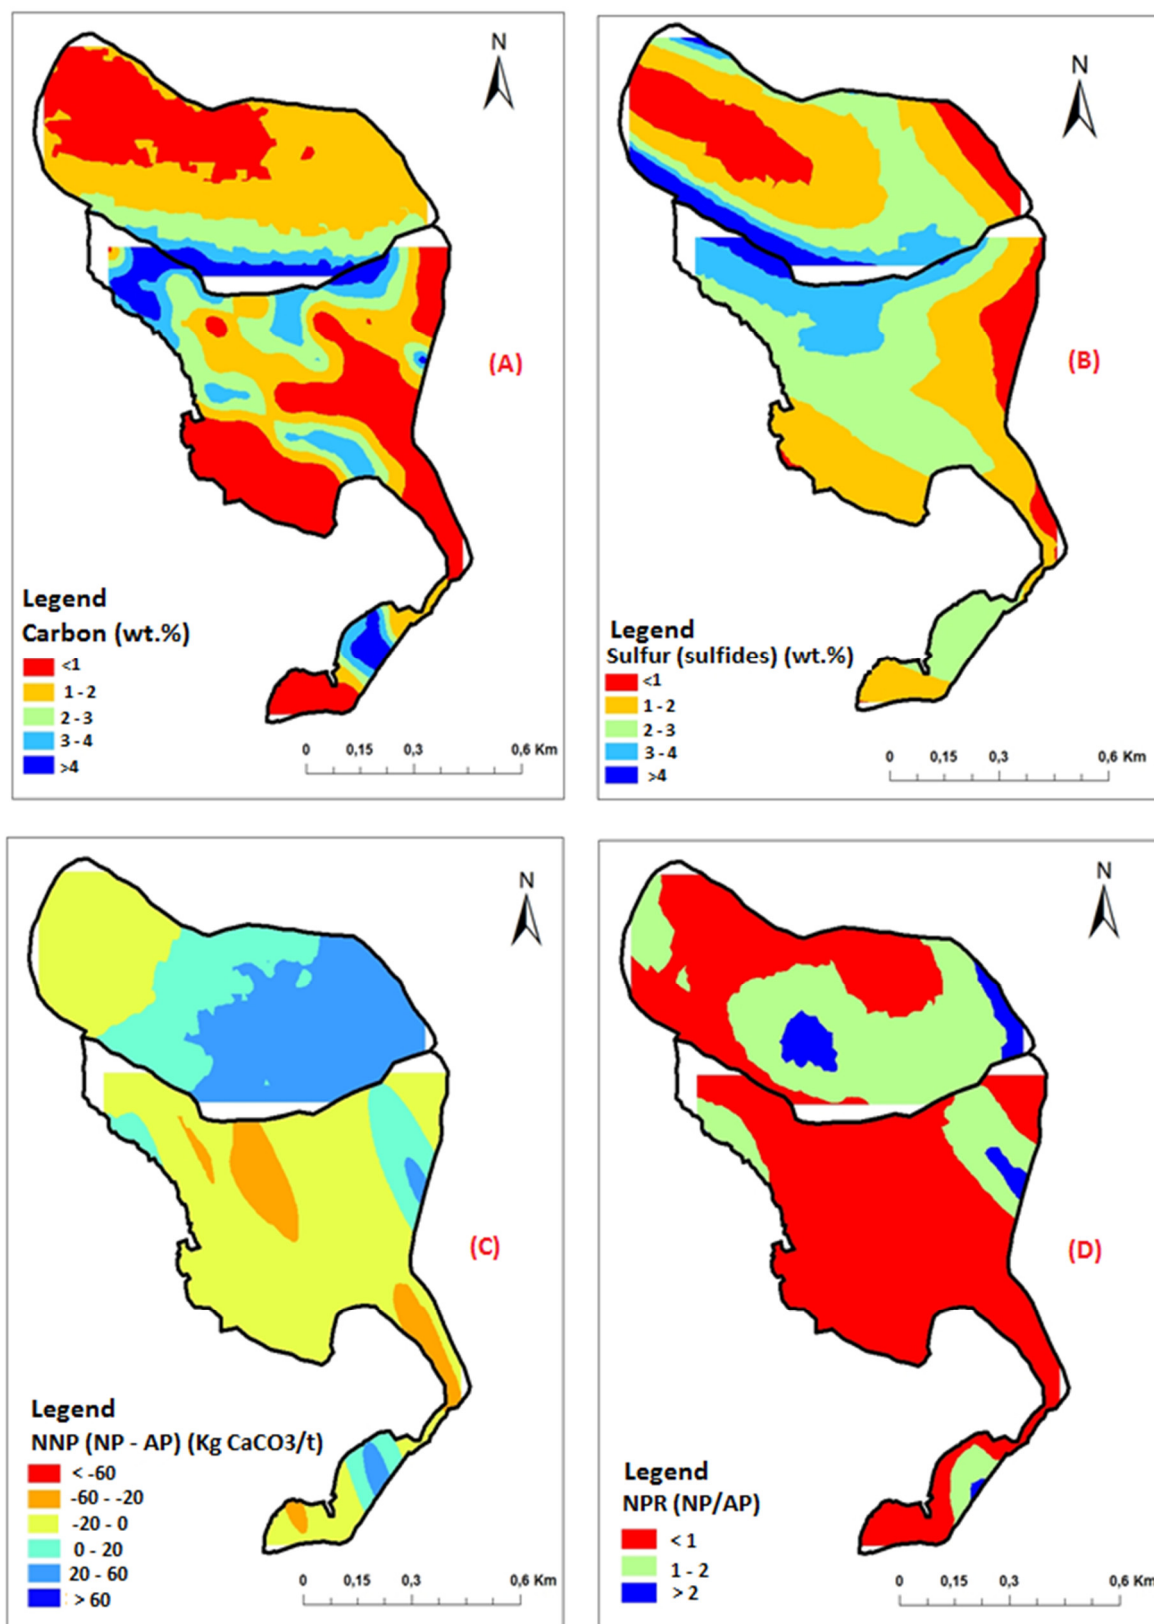 N
(A)
Legend
Carbon (wt.%)
<1
1 - 2
2 - 3
3 - 4
>4
0 0,15 0,3 0,6 Km
N
(B)
Legend
Sulfur (sulfides) (wt.%)
<1
1 - 2
2 - 3
3 - 4
>4
0 0,15 0,3 0,6 Km
N
(C)
Legend
NNP (NP - AP) (Kg CaCO3/t)
< -60
-60 - -20
-20 - 0
0 - 20
20 - 60
> 60
0 0,15 0,3 0,6 Km
N
(D)
Legend
NPR (NP/AP)
< 1
1 - 2
> 2
0 0,15 0,3 0,6 Km